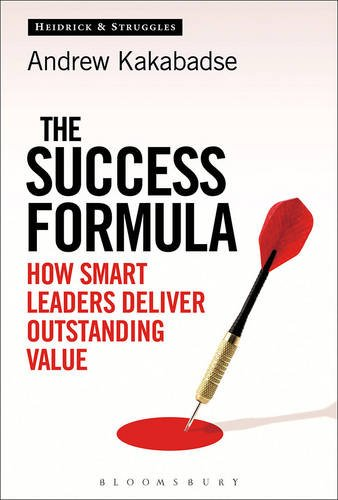 HEIDRICK & STRUGGLES
Andrew Kakabadse
THE
SUCCESS
FORMULA
HOW SMART
LEADERS DELIVER
OUTSTANDING
VALUE
BLOOMSBURY